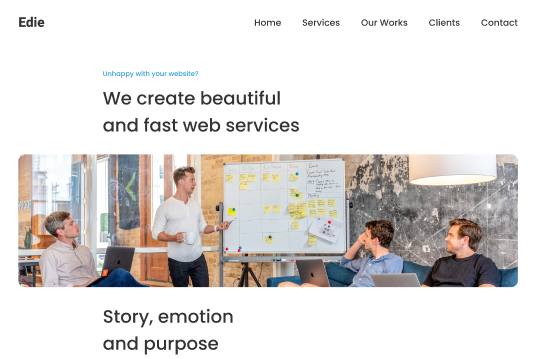 Edie
Home Services Our Works Clients Contact
Unhappy with your website?
We create beautiful
and fast web services
Story, emotion
and purpose